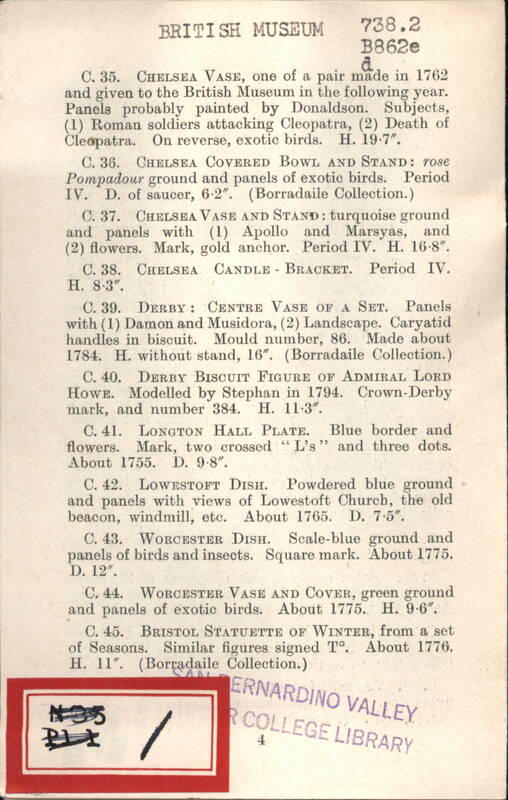 BRITISH MUSEUM
738.2
B862e
d
C. 35. CHELSEA VASE, one of a pair made in 1762
and given to the British Museum in the following year.
Panels probably painted by Donaldson. Subjects,
(1) Roman soldiers attacking Cleopatra, (2) Death of
Cleopatra. On reverse, exotic birds. H. 19·7″.
C. 36. CHELSEA COVERED BOWL AND STAND: rose
Pompadour ground and panels of exotic birds. Period
IV. D. of saucer, 6·2″. (Borradaile Collection.)
C. 37. CHELSEA VASE AND STAND: turquoise ground
and panels with (1) Apollo and Marsyas, and
(2) flowers. Mark, gold anchor. Period IV. H. 16·8″.
C. 38. CHELSEA CANDLE-BRACKET. Period IV.
H. 8·3″.
C. 39. DERBY: CENTRE VASE OF A SET. Panels
with (1) Damon and Musidora, (2) Landscape. Caryatid
handles in biscuit. Mould number, 86. Made about
1784. H. without stand, 16″. (Borradaile Collection.)
C. 40. DERBY BISCUIT FIGURE OF ADMIRAL LORD
HOWE. Modelled by Stephan in 1794. Crown-Derby
mark, and number 384. H. 11·3″.
C. 41. LONGTON HALL PLATE. Blue border and
flowers. Mark, two crossed "L's" and three dots.
About 1755. D. 9·8″.
C. 42. LOWESTOFT DISH. Powdered blue ground
and panels with views of Lowestoft Church, the old
beacon, windmill, etc. About 1765. D. 7·5″.
C. 43. WORCESTER DISH. Scale-blue ground and
panels of birds and insects. Square mark. About 1775.
D. 12″.
C. 44. WORCESTER VASE AND COVER, green ground
and panels of exotic birds. About 1775. H. 9·6″.
C. 45. BRISTOL STATUETTE OF WINTER, from a set
of Seasons. Similar figures signed T°. About 1776.
H. 11″. (Borradaile Collection.)
SAN BERNARDINO VALLEY
R COLLEGE LIBRARY
4
N35
Pl 1
1